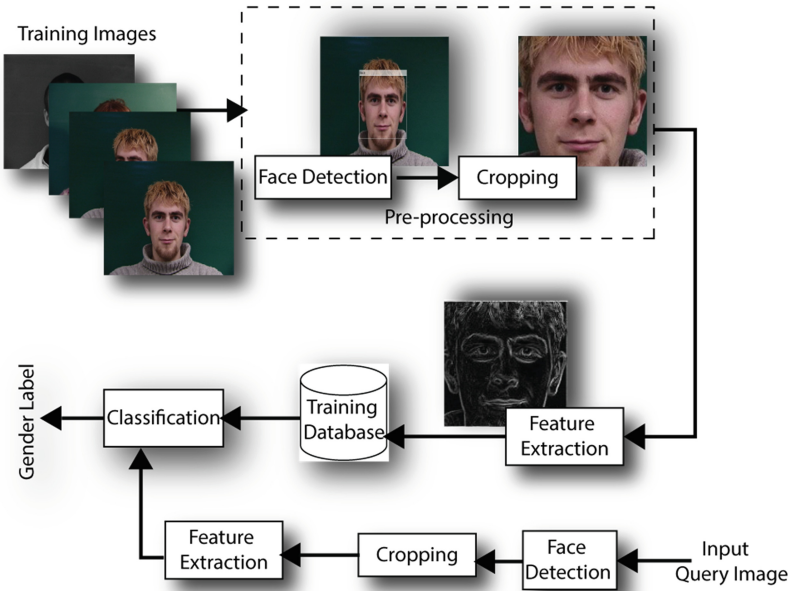 Training Images
Face Detection
Cropping
Pre-processing
Feature
Extraction
Training
Database
Classification
Gender Label
Feature
Extraction
Cropping
Face
Detection
Input
Query Image